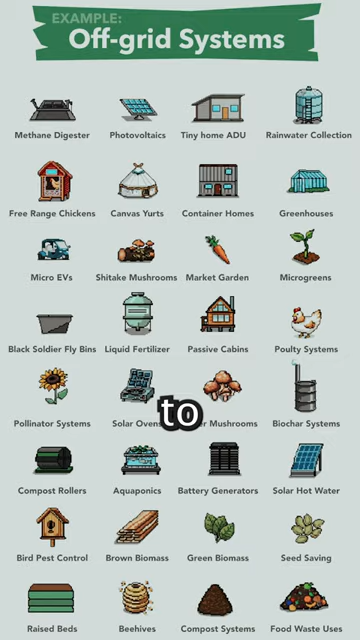 EXAMPLE:
Off-grid Systems
Methane Digester Photovoltaics Tiny home ADU Rainwater Collection
Free Range Chickens Canvas Yurts Container Homes Greenhouses
Micro EVs Shitake Mushrooms Market Garden Microgreens
Black Soldier Fly Bins Liquid Fertilizer Passive Cabins Poulty Systems
to
Pollinator Systems Solar Ovens Mushrooms Biochar Systems
Compost Rollers Aquaponics Battery Generators Solar Hot Water
Bird Pest Control Brown Biomass Green Biomass Seed Saving
Raised Beds Beehives Compost Systems Food Waste Uses